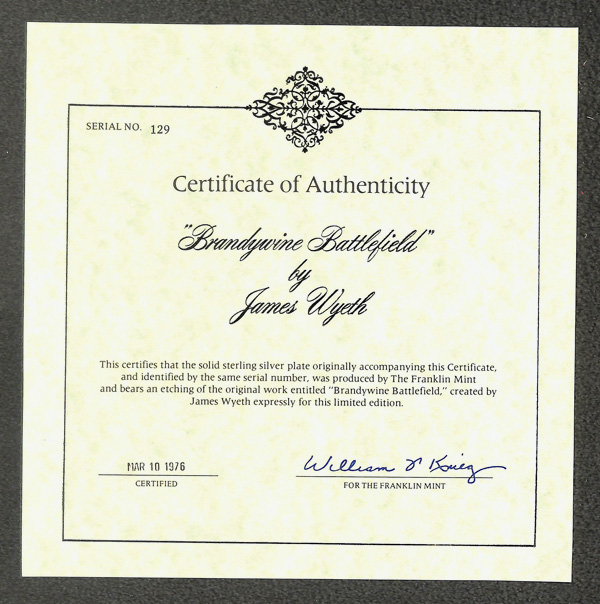 SERIAL NO. 129
Certificate of Authenticity
"Brandywine Battlefield"
by
James Wyeth
This certifies that the solid sterling silver plate originally accompanying this Certificate,
and identified by the same serial number, was produced by The Franklin Mint
and bears an etching of the original work entitled "Brandywine Battlefield," created by
James Wyeth expressly for this limited edition.
MAR 10 1976
CERTIFIED
William
FOR THE FRANKLIN MINT